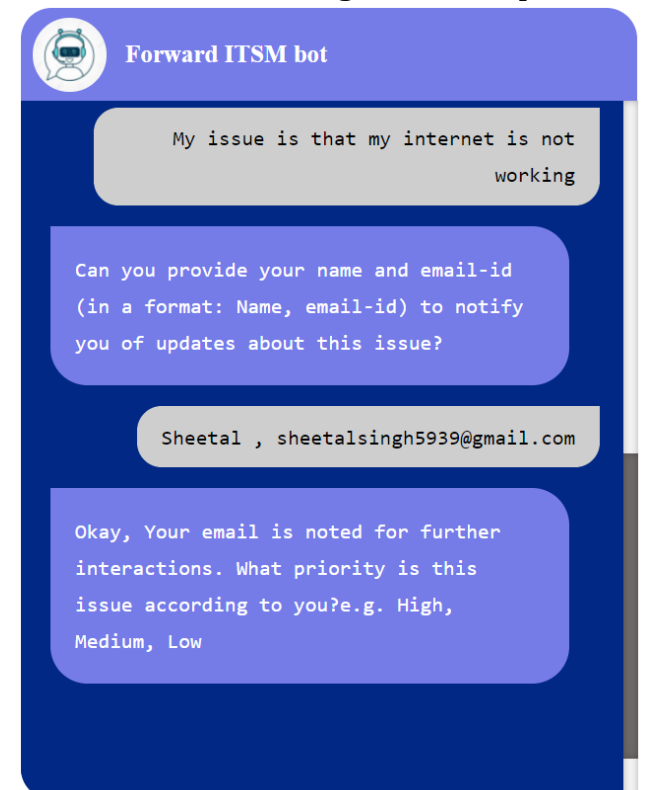 Forward ITSM bot
My issue is that my internet is not
working
Can you provide your name and email-id
(in a format: Name, email-id) to notify
you of updates about this issue?
Sheetal , sheetalsingh5939@gmail.com
Okay, Your email is noted for further
interactions. What priority is this
issue according to you?e.g. High,
Medium, Low